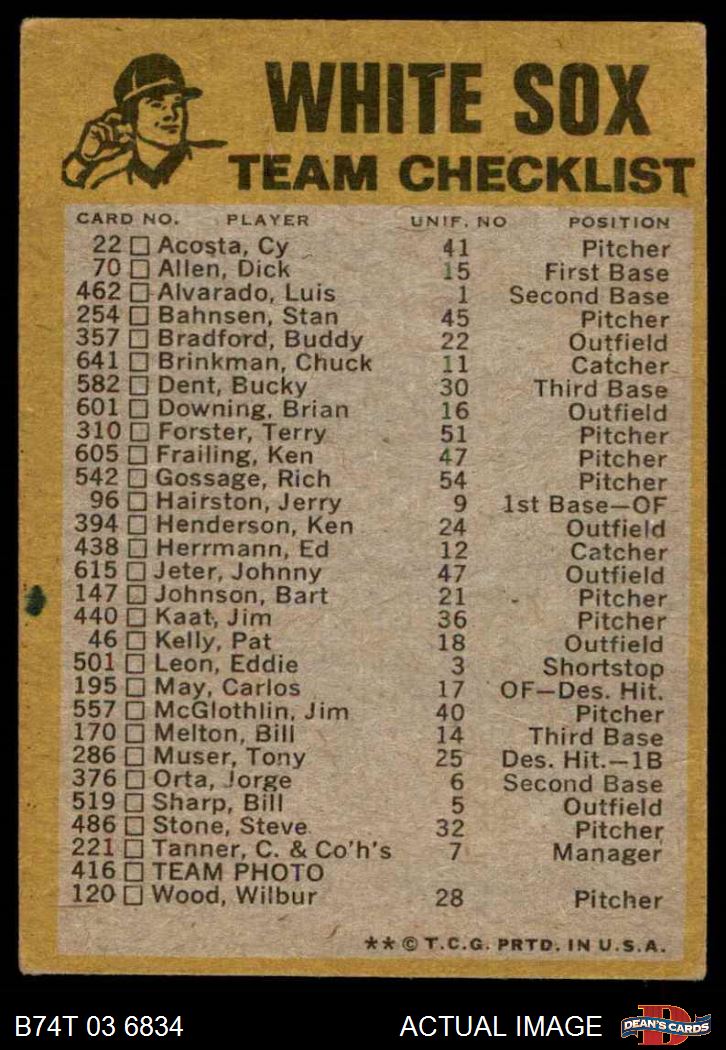 WHITE SOX
TEAM CHECKLIST
CARD NO. PLAYER UNIF. NO POSITION
22 Acosta, Cy 41 Pitcher
70 Allen, Dick 15 First Base
462 Alvarado, Luis 1 Second Base
254 Bahnsen, Stan 45 Pitcher
357 Bradford, Buddy 22 Outfield
641 Brinkman, Chuck 11 Catcher
582 Dent, Bucky 30 Third Base
601 Downing, Brian 16 Outfield
310 Forster, Terry 51 Pitcher
605 Frailing, Ken 47 Pitcher
542 Gossage, Rich 54 Pitcher
96 Hairston, Jerry 9 1st Base—OF
394 Henderson, Ken 24 Outfield
438 Herrmann, Ed 12 Catcher
615 Jeter, Johnny 47 Outfield
147 Johnson, Bart 21 Pitcher
440 Kaat, Jim 36 Pitcher
46 Kelly, Pat 18 Outfield
501 Leon, Eddie 3 Shortstop
195 May, Carlos 17 OF—Des. Hit.
557 McGlothlin, Jim 40 Pitcher
170 Melton, Bill 14 Third Base
286 Muser, Tony 25 Des. Hit.—1B
376 Orta, Jorge 6 Second Base
519 Sharp, Bill 5 Outfield
486 Stone, Steve 32 Pitcher
221 Tanner, C. & Co'h's 7 Manager
416 TEAM PHOTO
120 Wood, Wilbur 28 Pitcher
**© T.C.G. PRTD. IN U.S.A.
B74T 03 6834 ACTUAL IMAGE DEAN'S CARDS